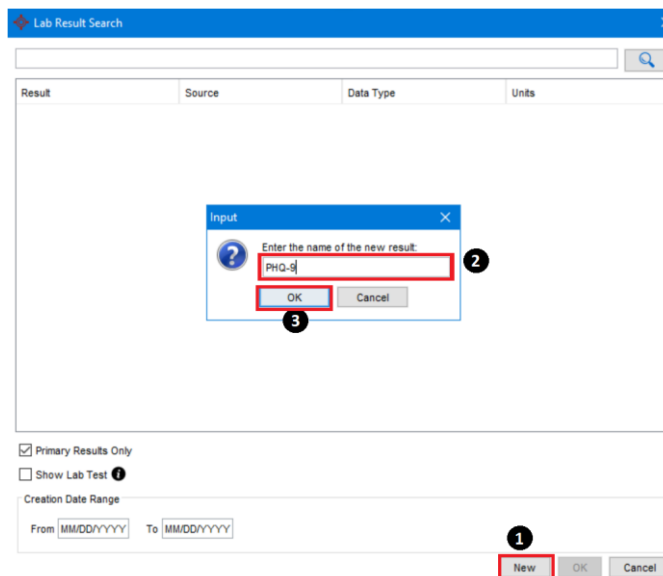 Lab Result Search
Result Source Data Type Units
Input
Enter the name of the new result:
PHQ-9
2
OK Cancel
3
Primary Results Only
Show Lab Test i
Creation Date Range
From MM/DD/YYYY To MM/DD/YYYY
1
New OK Cancel